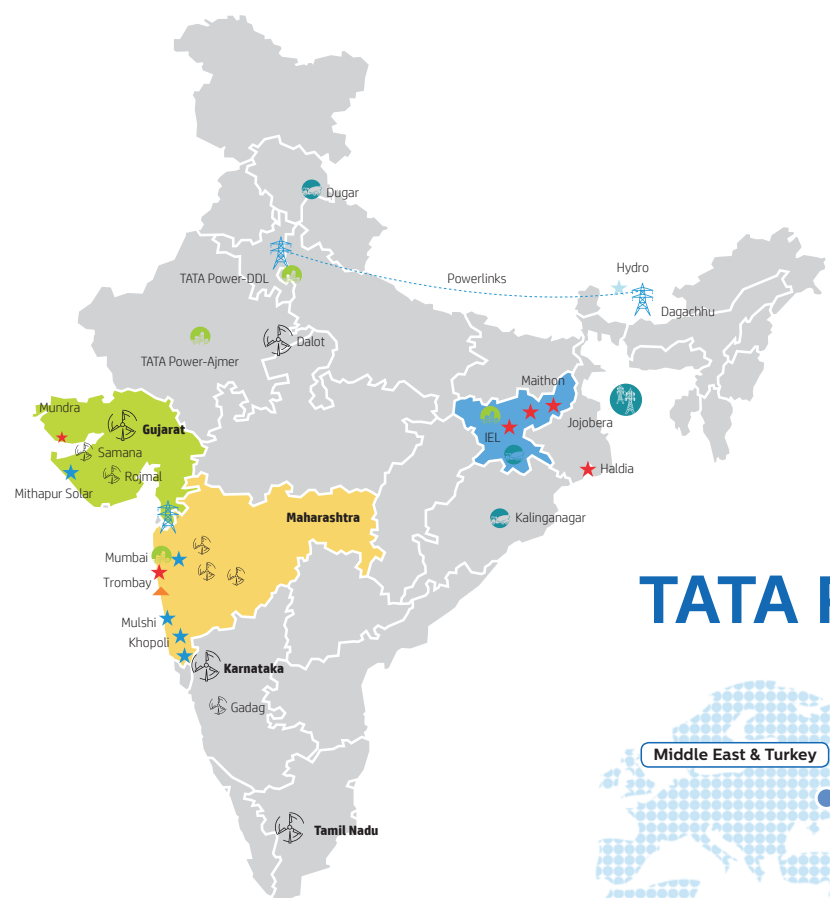 Dugar
TATA Power-DDL
Powerlinks
Hydro
Dagachhu
TATA Power-Ajmer
Dalot
Maithon
Mundra
Gujarat
Jojobera
IEL
Samana
Rojmal
Haldia
Mithapur Solar
Maharashtra
Kalinganagar
Mumbai
Trombay
TATA
Mulshi
Khopoli
Karnataka
Gadag
Middle East & Turkey
Tamil Nadu